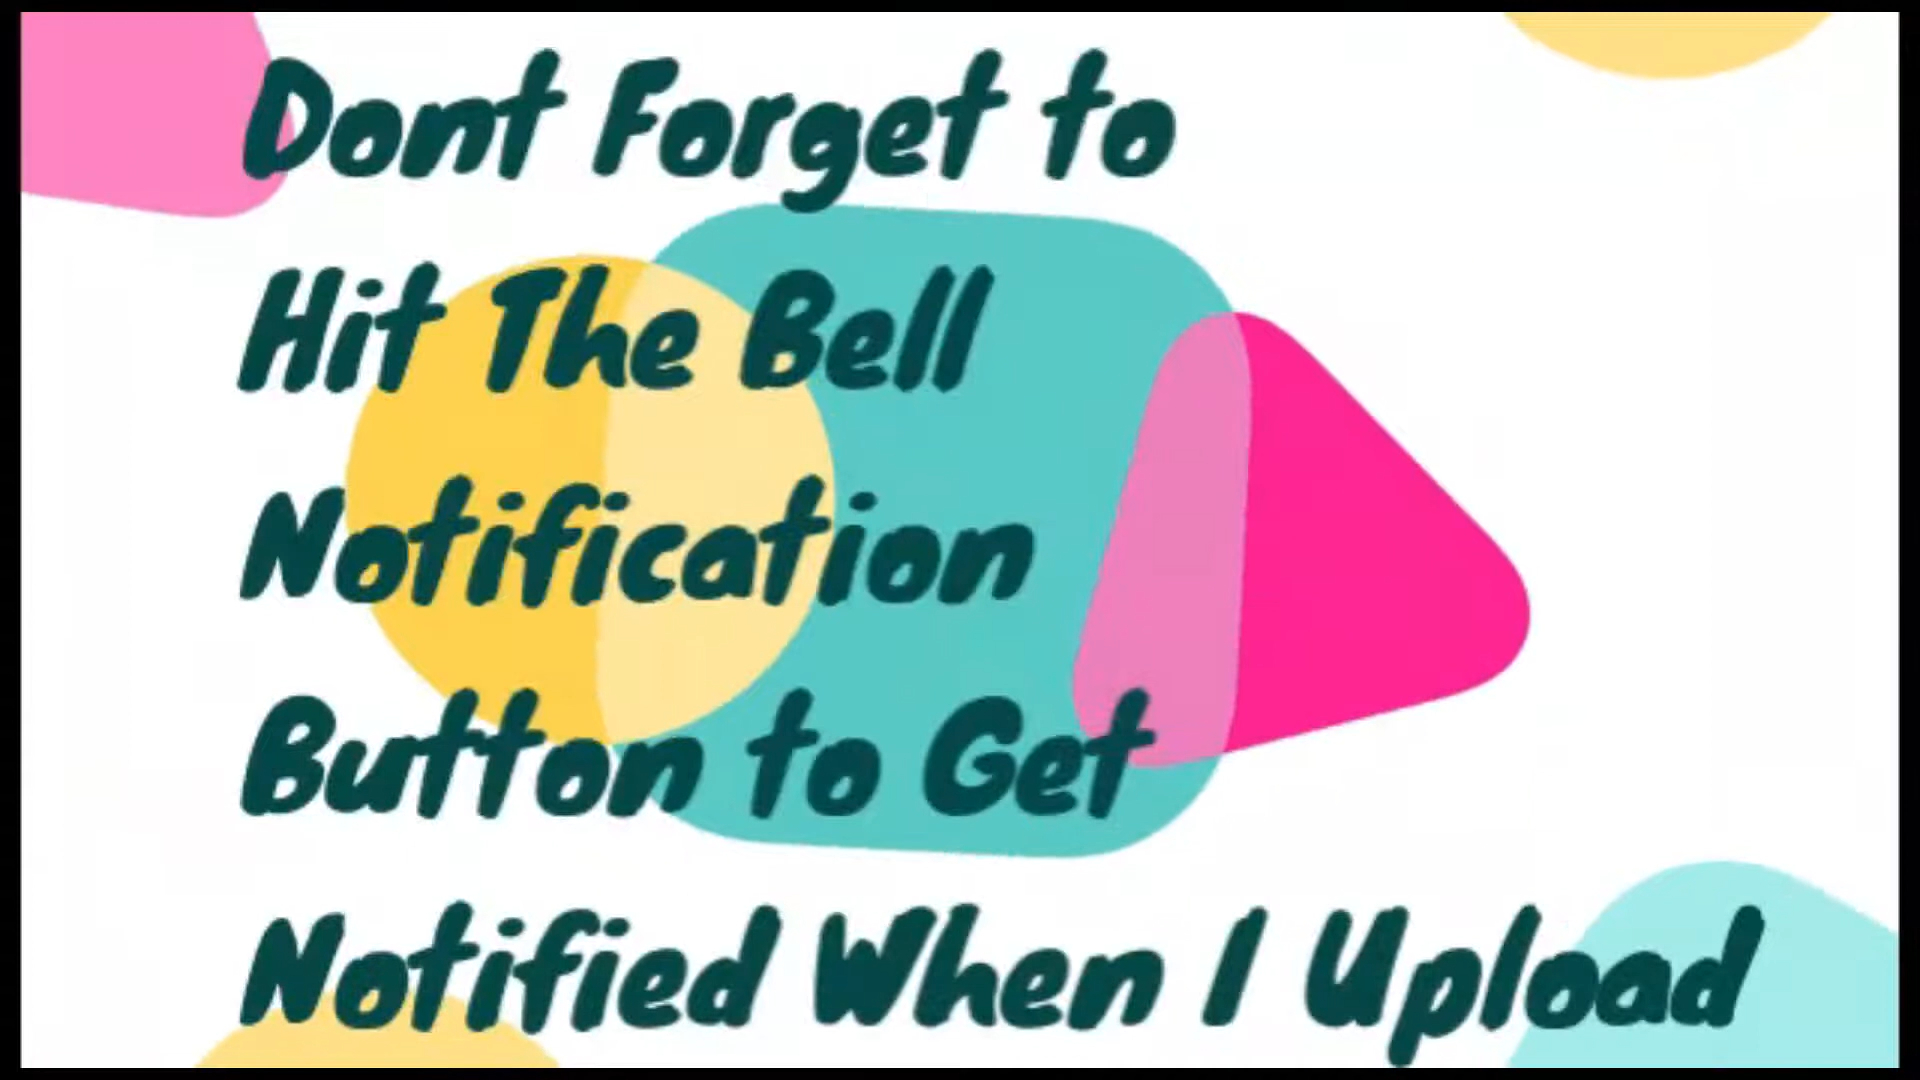 Dont Forget to
Hit The Bell
Notification
Button to Get
Notified When I Upload